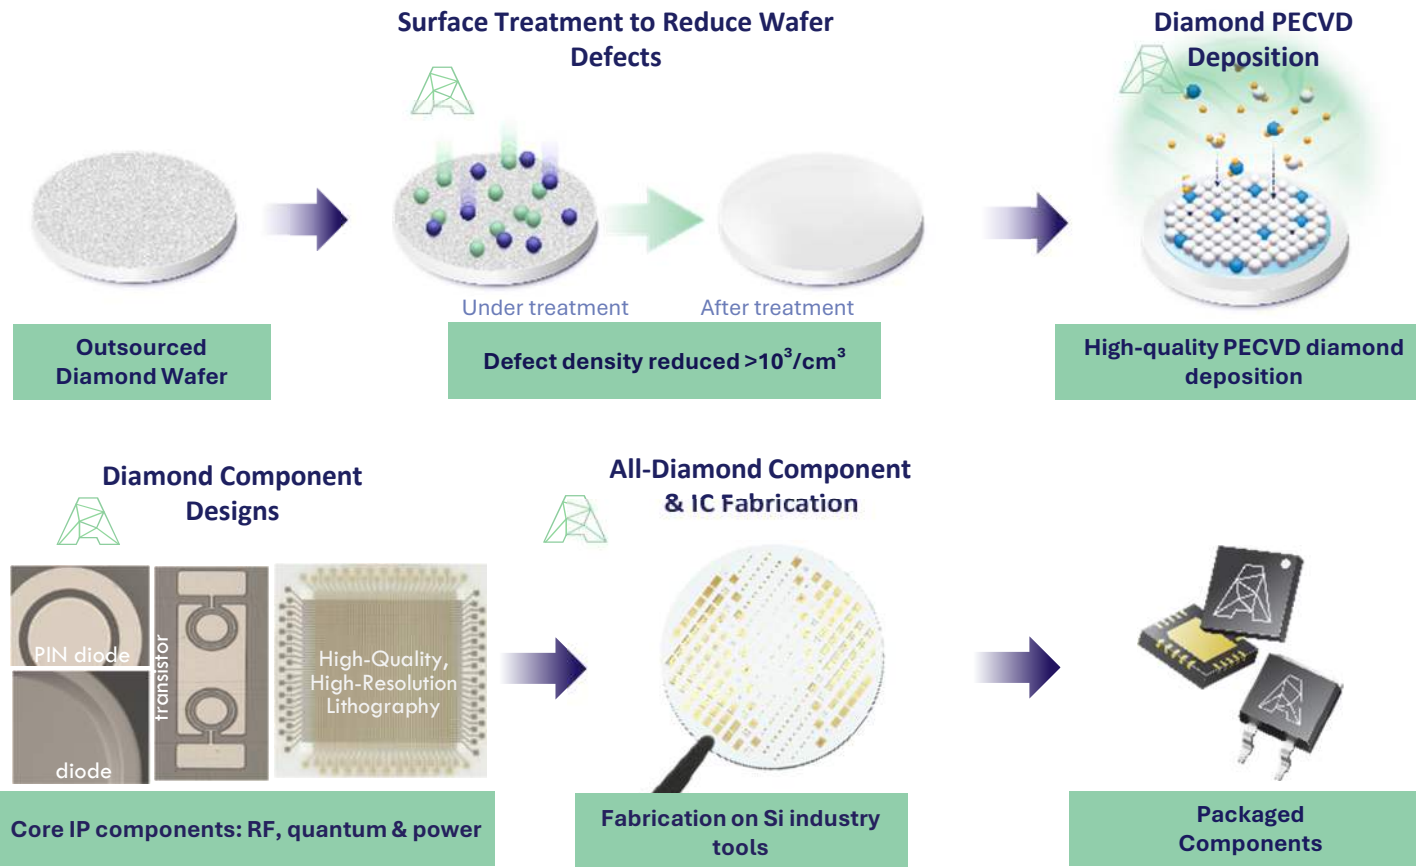 Surface Treatment to Reduce Wafer
Defects
Diamond PECVD
Deposition
Under treatment
After treatment
Outsourced
Diamond Wafer
Defect density reduced >10³/cm³
High-quality PECVD diamond
deposition
Diamond Component
Designs
All-Diamond Component
& IC Fabrication
PIN diode
transistor
diode
High-Quality,
High-Resolution
Lithography
Core IP components: RF, quantum & power
Fabrication on Si industry
tools
Packaged
Components